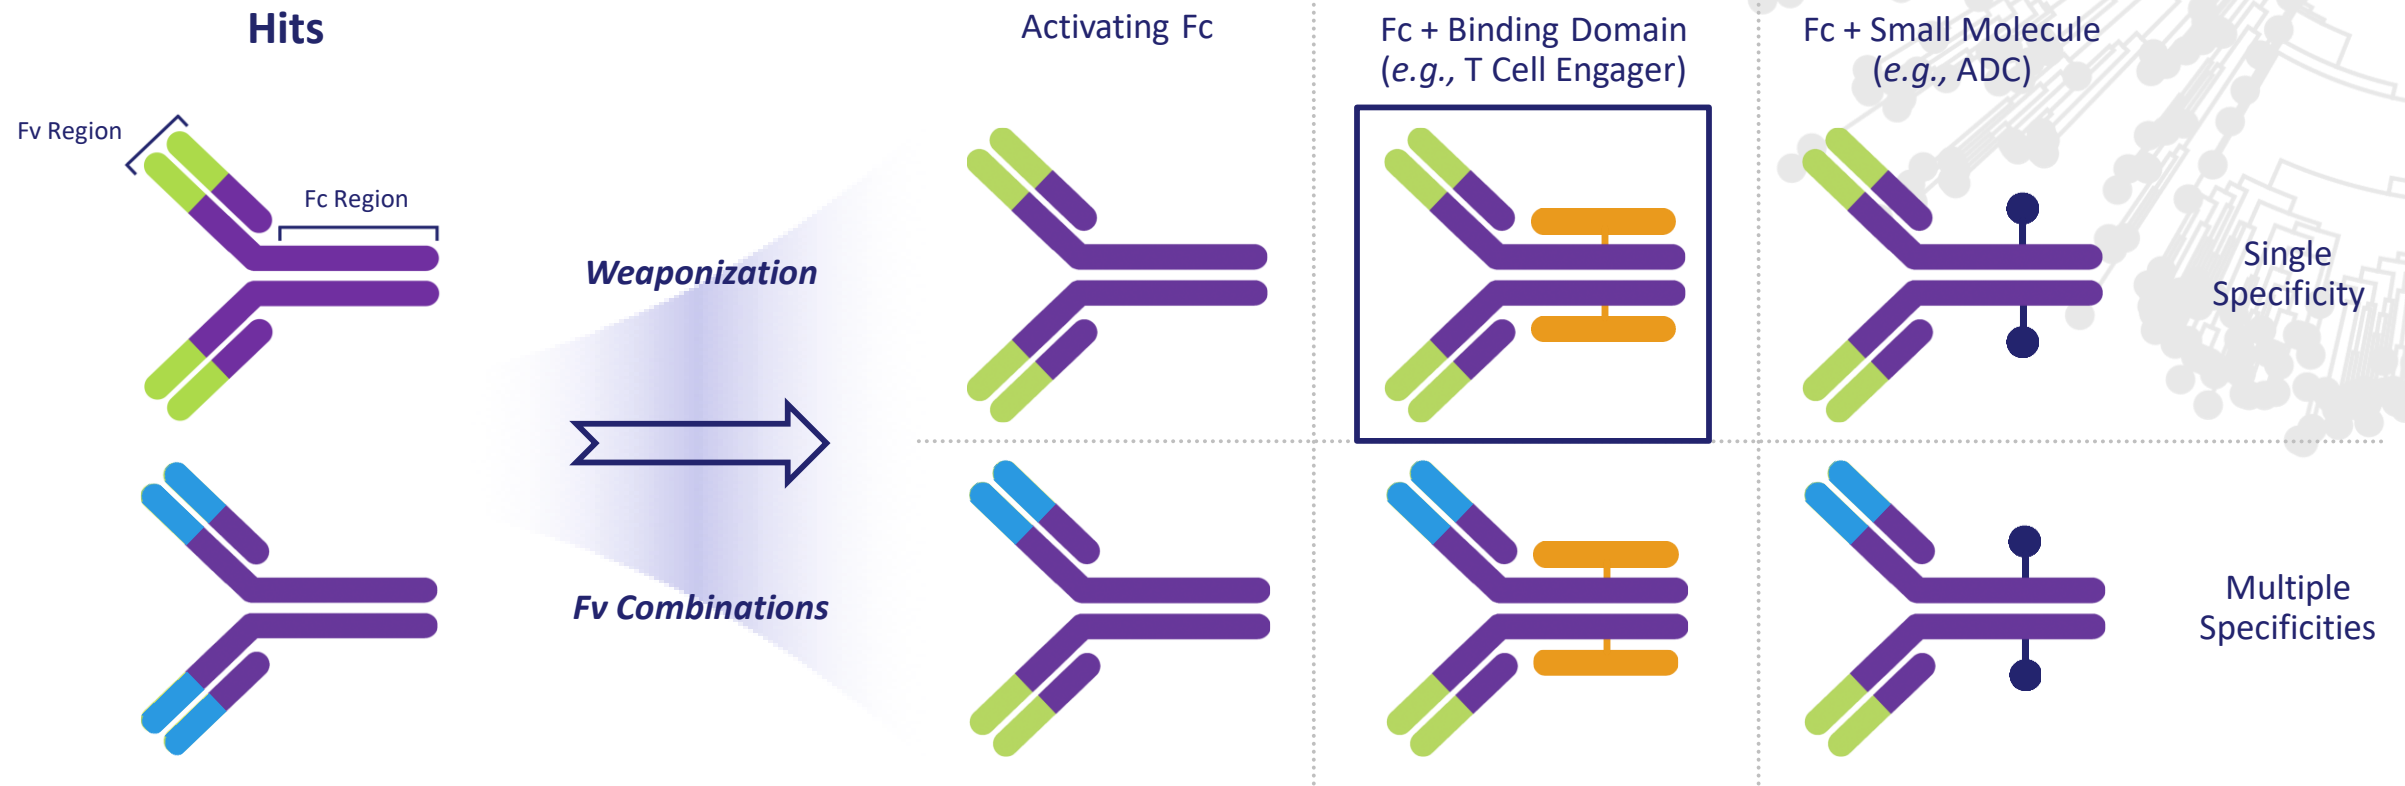 Hits
Activating Fc
Fc + Binding Domain
(e.g., T Cell Engager)
Fc + Small Molecule
(e.g., ADC)
Fv Region
Fc Region
Weaponization
Single
Specificity
Fv Combinations
Multiple
Specificities